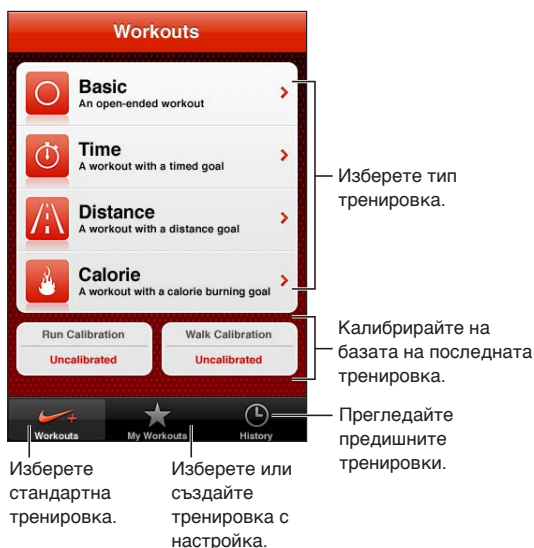 Workouts
Basic
An open-ended workout
Time
A workout with a timed goal
Distance
A workout with a distance goal
Calorie
A workout with a calorie burning goal
Run Calibration
Uncalibrated
Walk Calibration
Uncalibrated
Workouts
My Workouts
History
Изберете тип
тренировка.
Калибрирайте на
базата на последната
тренировка.
Прегледайте
предишните
тренировки.
Изберете
стандартна
тренировка.
Изберете или
създайте
тренировка с
настройка.